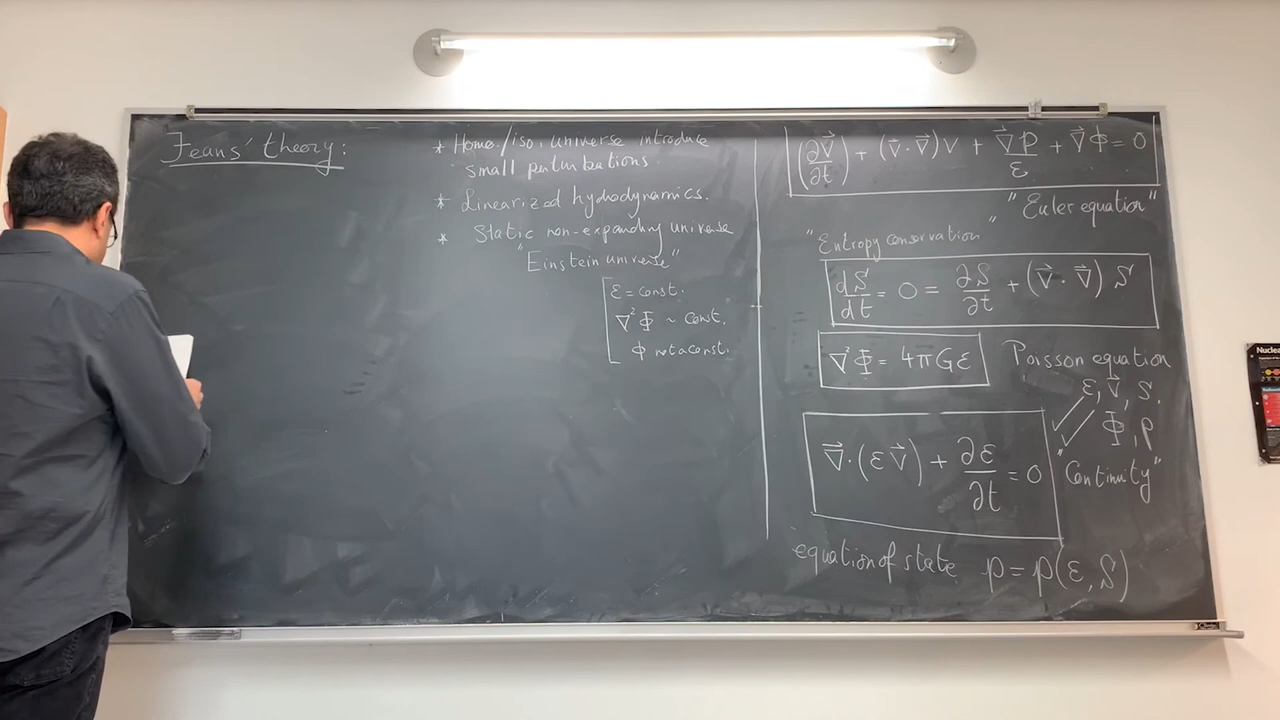 Jeans' theory:
* Homo./iso. universe introduce
small perturbations
* Linearized hydrodynamics.
* Static non-expanding universe
"Einstein universe"
ε = const.
∇²Φ ~ const.
Φ not a const.
(∂v⃗/∂t) + (v⃗·∇⃗)v + ∇⃗p/ε + ∇⃗Φ = 0
"Euler equation"
"Entropy conservation"
dS/dt = 0 = ∂S/∂t + (v⃗·∇⃗) S
∇²Φ = 4πGε
Poisson equation
ε, v⃗, S,
Φ, p
∇⃗·(εv⃗) + ∂ε/∂t = 0
"Continuity"
equation of state p = p(ε, S)
Nuclea